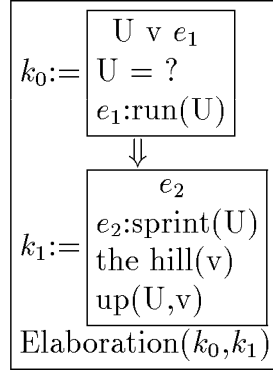 U v e₁
k₀:= U = ?
e₁:run(U)
⇓
e₂
e₂:sprint(U)
k₁:= the hill(v)
up(U,v)
Elaboration(k₀,k₁)